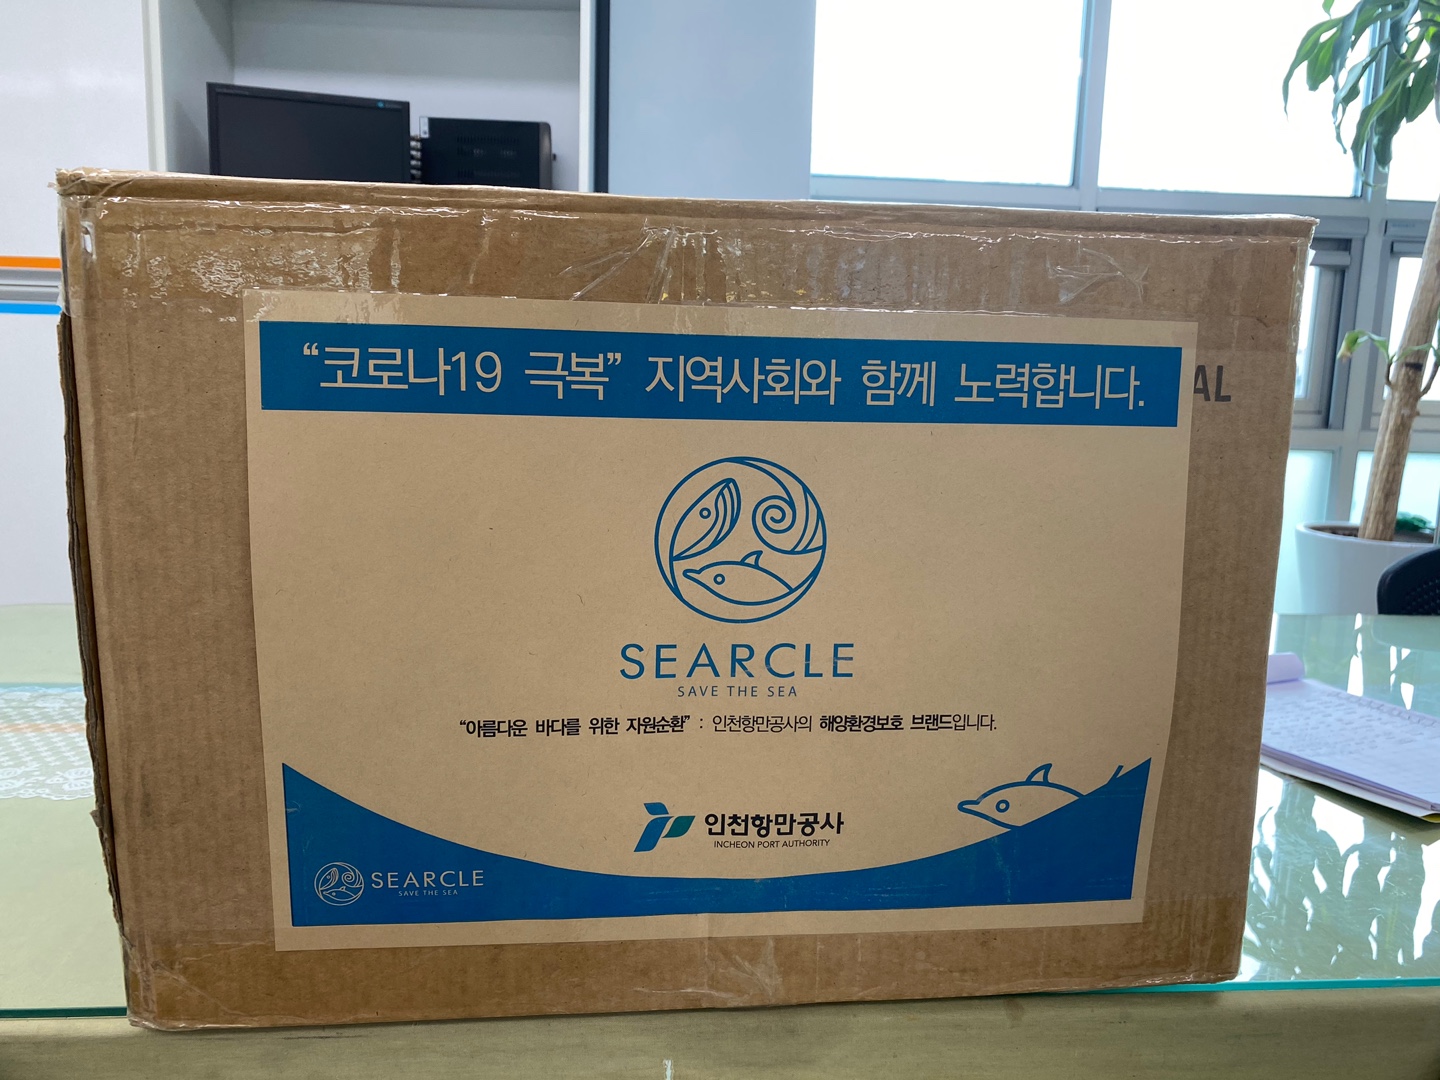 “코로나19 극복” 지역사회와 함께 노력합니다.
AL
SEARCLE
SAVE THE SEA
“아름다운 바다를 위한 자원순환” : 인천항만공사의 해양환경보호 브랜드입니다.
인천항만공사
INCHEON PORT AUTHORITY
SEARCLE
SAVE THE SEA